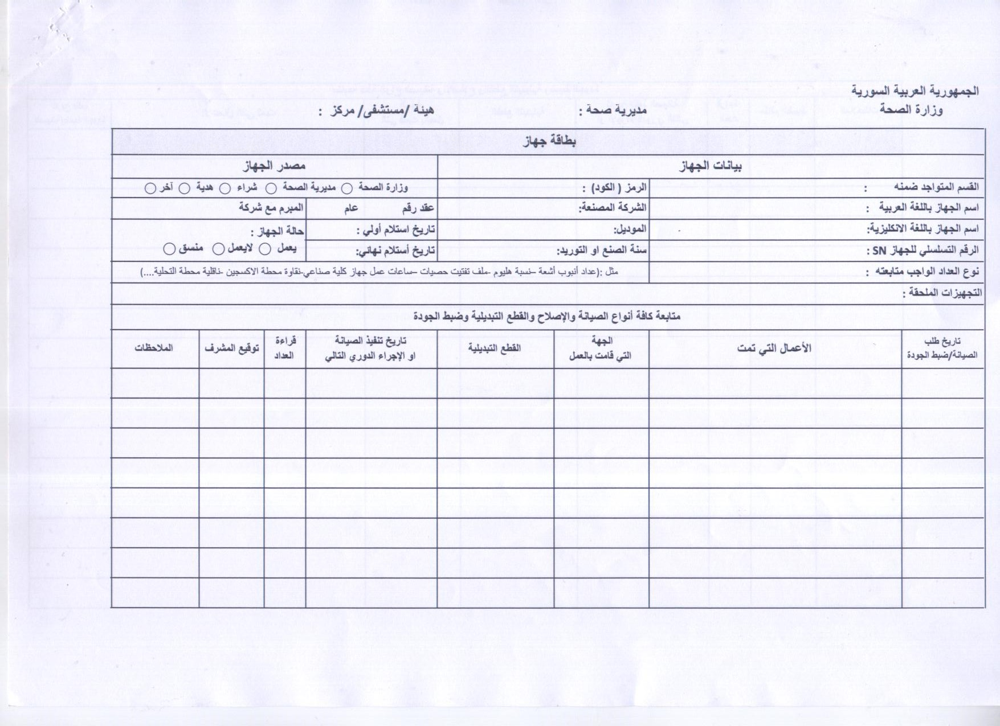 الجمهورية العربية السورية
وزارة الصحة
مديرية صحة :
هيئة /مستشفى/ مركز :
بطاقة جهاز
بيانات الجهاز
مصدر الجهاز
القسم المتواجد ضمنه :
الرمز ( الكود) :
وزارة الصحة ○ مديرية الصحة ○ شراء ○ هدية ○ آخر ○
اسم الجهاز باللغة العربية :
الشركة المصنعة:
عقد رقم عام
المبرم مع شركة
اسم الجهاز باللغة الانكليزية:
الموديل:
تاريخ استلام أولي :
حالة الجهاز :
الرقم التسلسلي للجهاز SN :
سنة الصنع او التوريد:
تاريخ أستلام نهائي:
يعمل ○ لايعمل ○ منسق ○
نوع العداد الواجب متابعته :
مثل :(عداد أنبوب أشعة –نسبة هليوم -ملف تفتيت حصيات –ساعات عمل جهاز كلية صناعي-نقاوة محطة الاكسجين -ناقلية محطة التحلية....)
التجهيزات الملحقة :
متابعة كافة أنواع الصيانة والإصلاح والقطع التبديلية وضبط الجودة
تاريخ طلب
الصيانة/ضبط الجودة
الأعمال التي تمت
الجهة
التي قامت بالعمل
القطع التبديلية
تاريخ تنفيذ الصيانة
او الإجراء الدوري التالي
قراءة
العداد
توقيع المشرف
الملاحظات